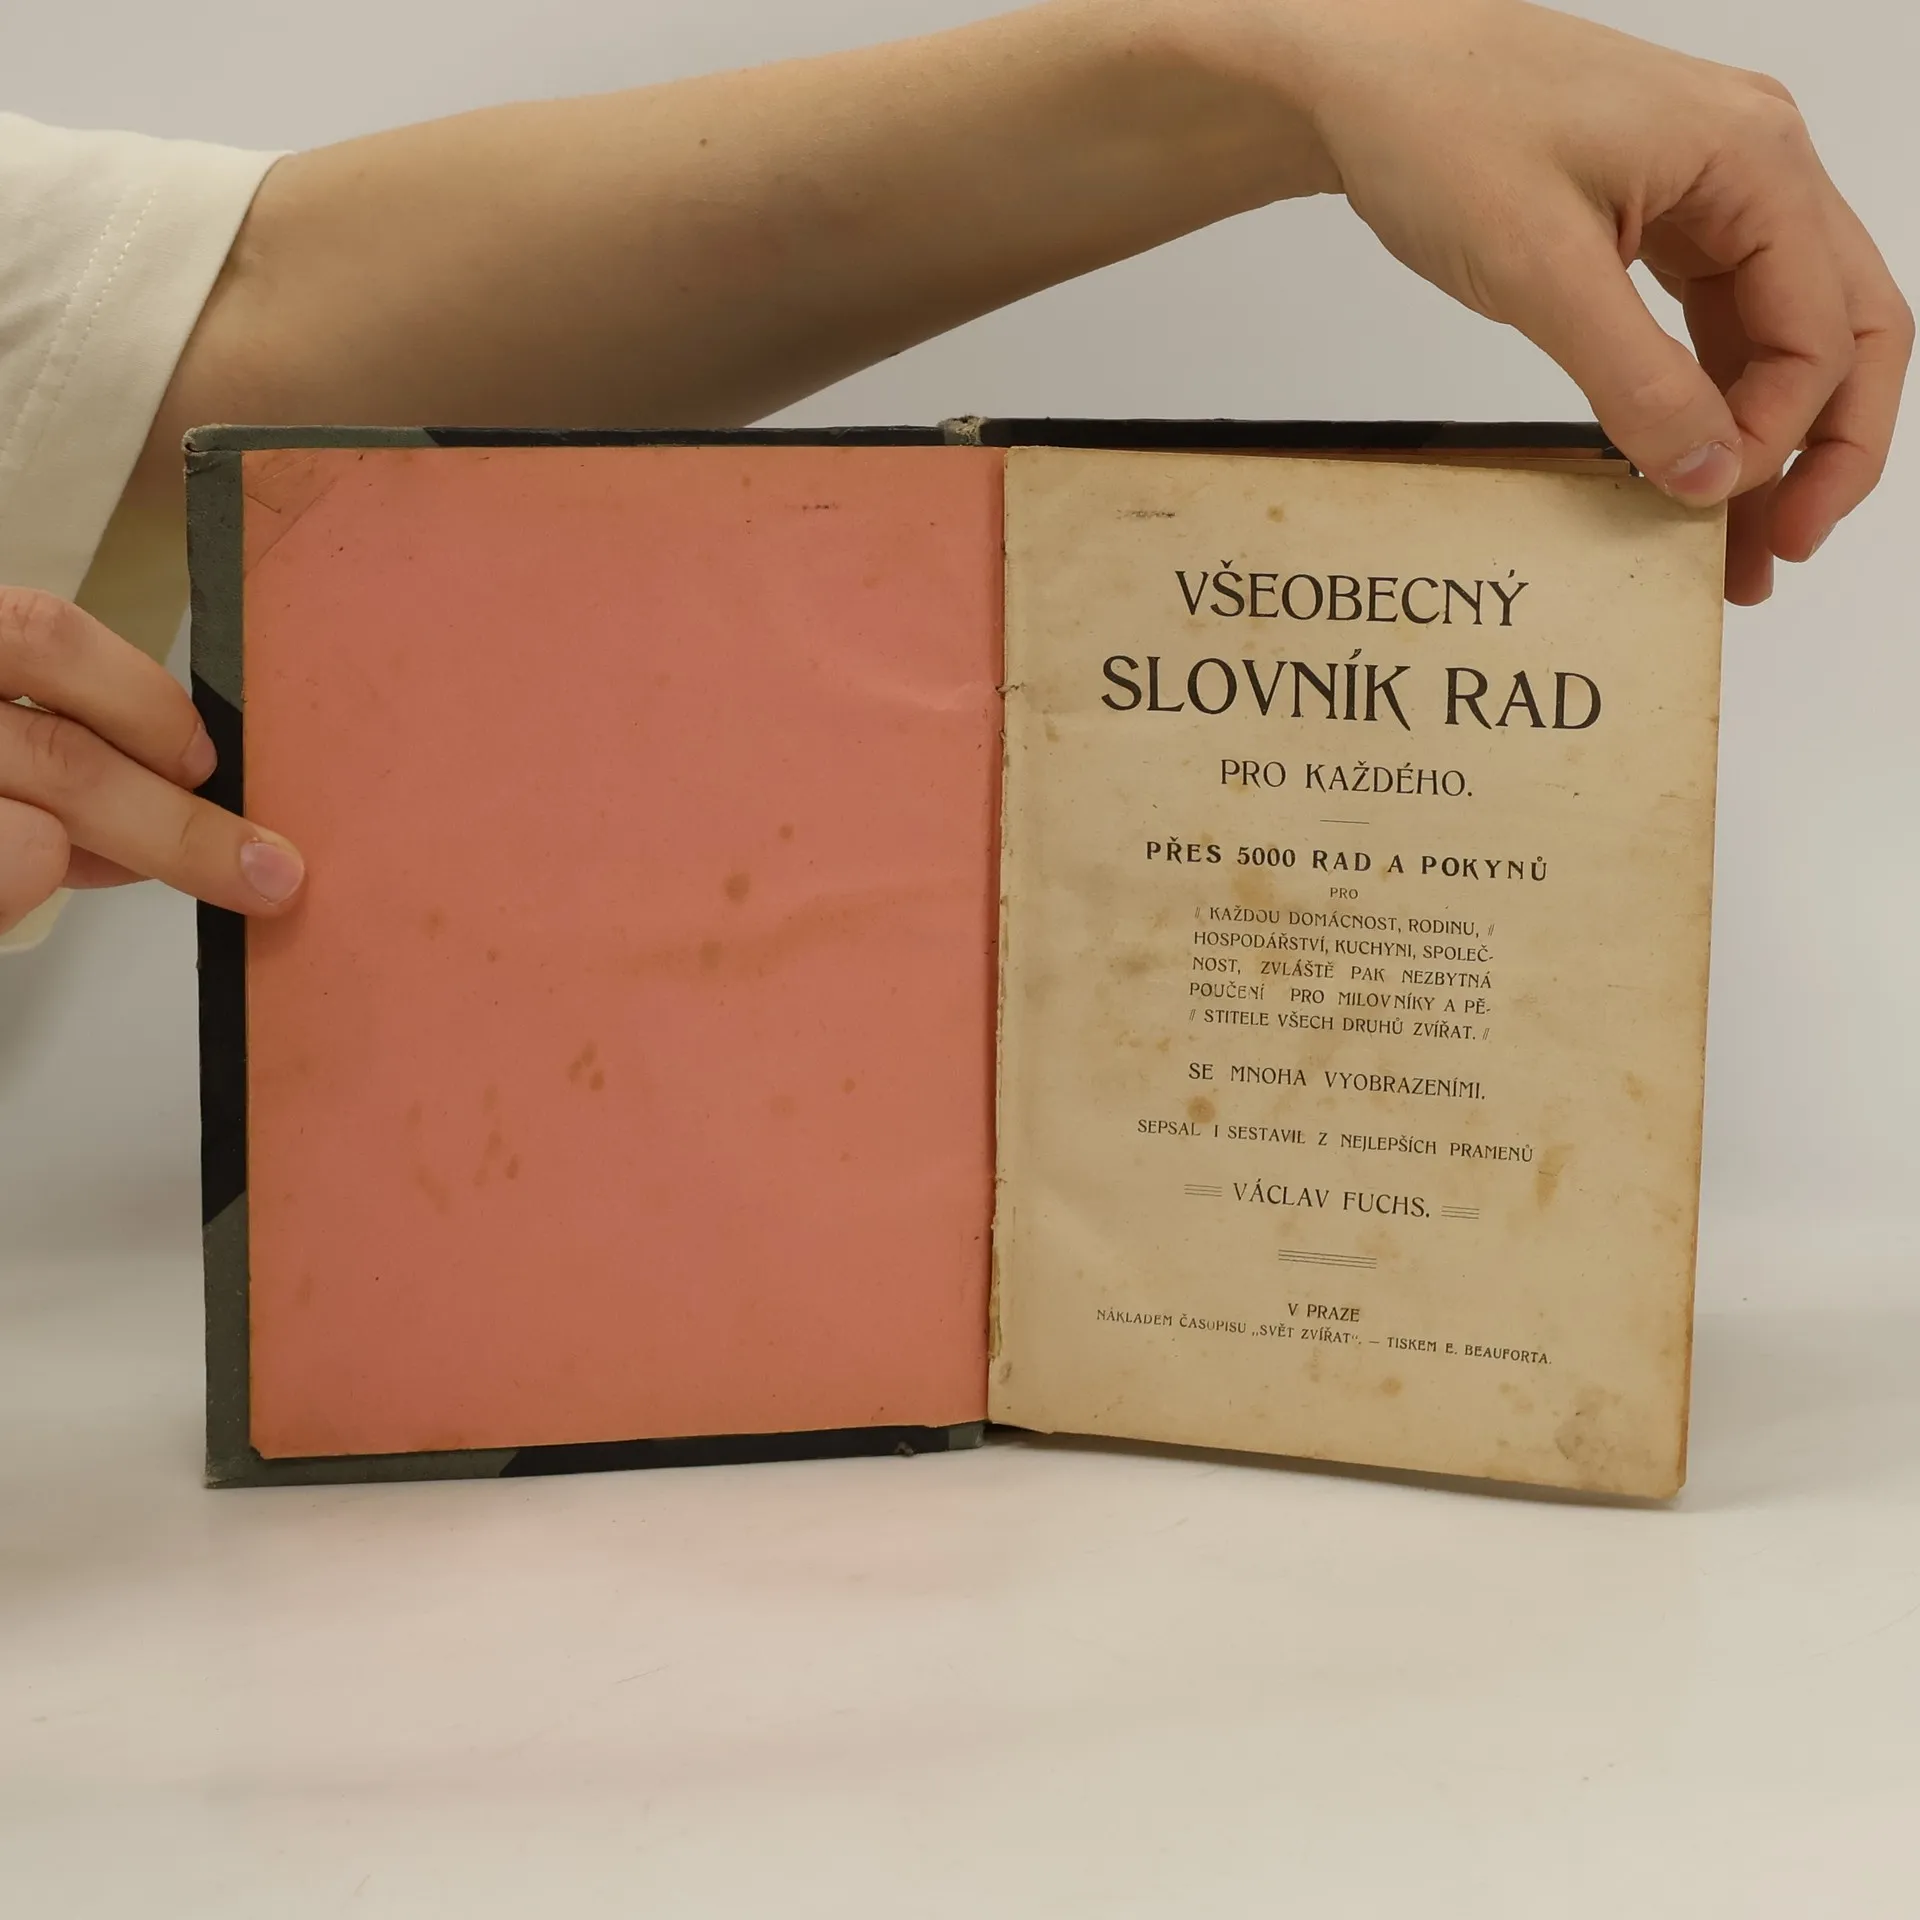 VŠEOBECNÝ
SLOVNÍK RAD
PRO KAŽDÉHO.
PŘES 5000 RAD A POKYNŮ
PRO
// KAŽDOU DOMÁCNOST, RODINU, //
HOSPODÁŘSTVÍ, KUCHYNI, SPOLEČ-
NOST, ZVLÁŠTĚ PAK NEZBYTNÁ
POUČENÍ PRO MILOVNÍKY A PĚ-
// STITELE VŠECH DRUHŮ ZVÍŘAT. //
SE MNOHA VYOBRAZENÍMI.
SEPSAL I SESTAVIL Z NEJLEPŠÍCH PRAMENŮ
VÁCLAV FUCHS.
V PRAZE
NÁKLADEM ČASOPISU „SVĚT ZVÍŘAT“. — TISKEM E. BEAUFORTA.